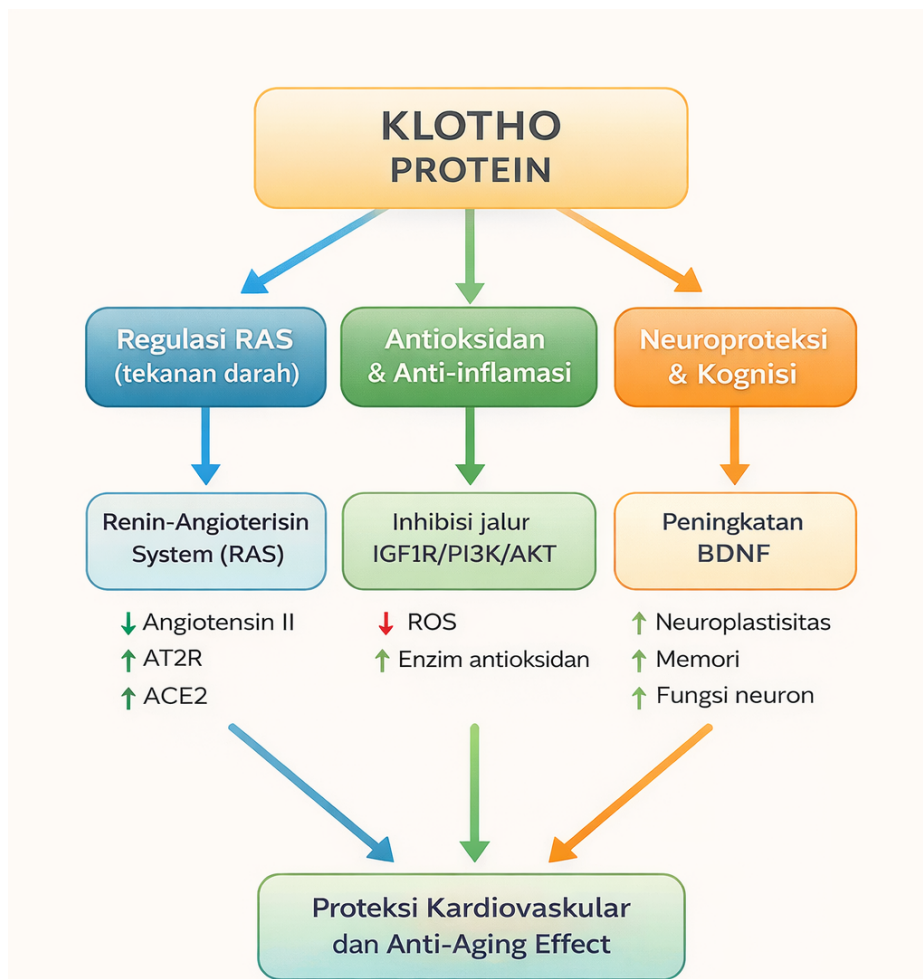 KLOTHO
PROTEIN
Regulasi RAS
(tekanan darah)
Antioksidan
& Anti-inflamasi
Neuroproteksi
& Kognisi
Renin-Angioterisin
System (RAS)
Inhibisi jalur
IGF1R/PI3K/AKT
Peningkatan
BDNF
↓ Angiotensin II
↑ AT2R
↑ ACE2
↓ ROS
↑ Enzim antioksidan
↑ Neuroplastisitas
↑ Memori
↑ Fungsi neuron
Proteksi Kardiovaskular
dan Anti-Aging Effect